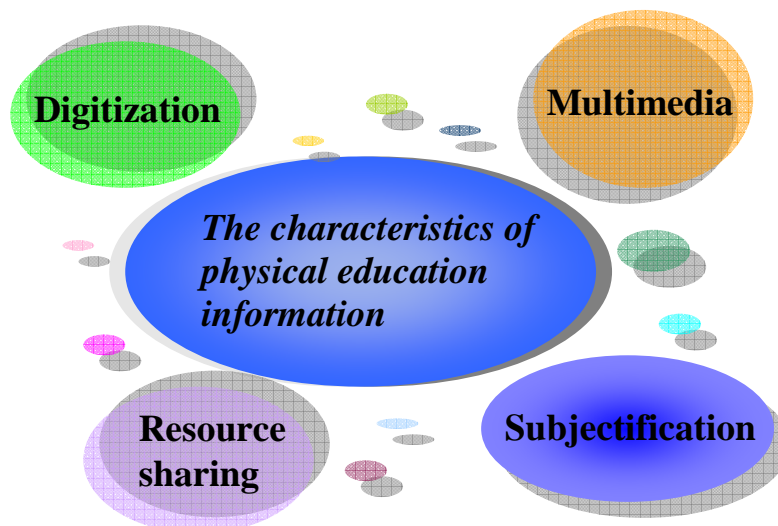 Digitization
Multimedia
The characteristics of
physical education
information
Resource
sharing
Subjectification